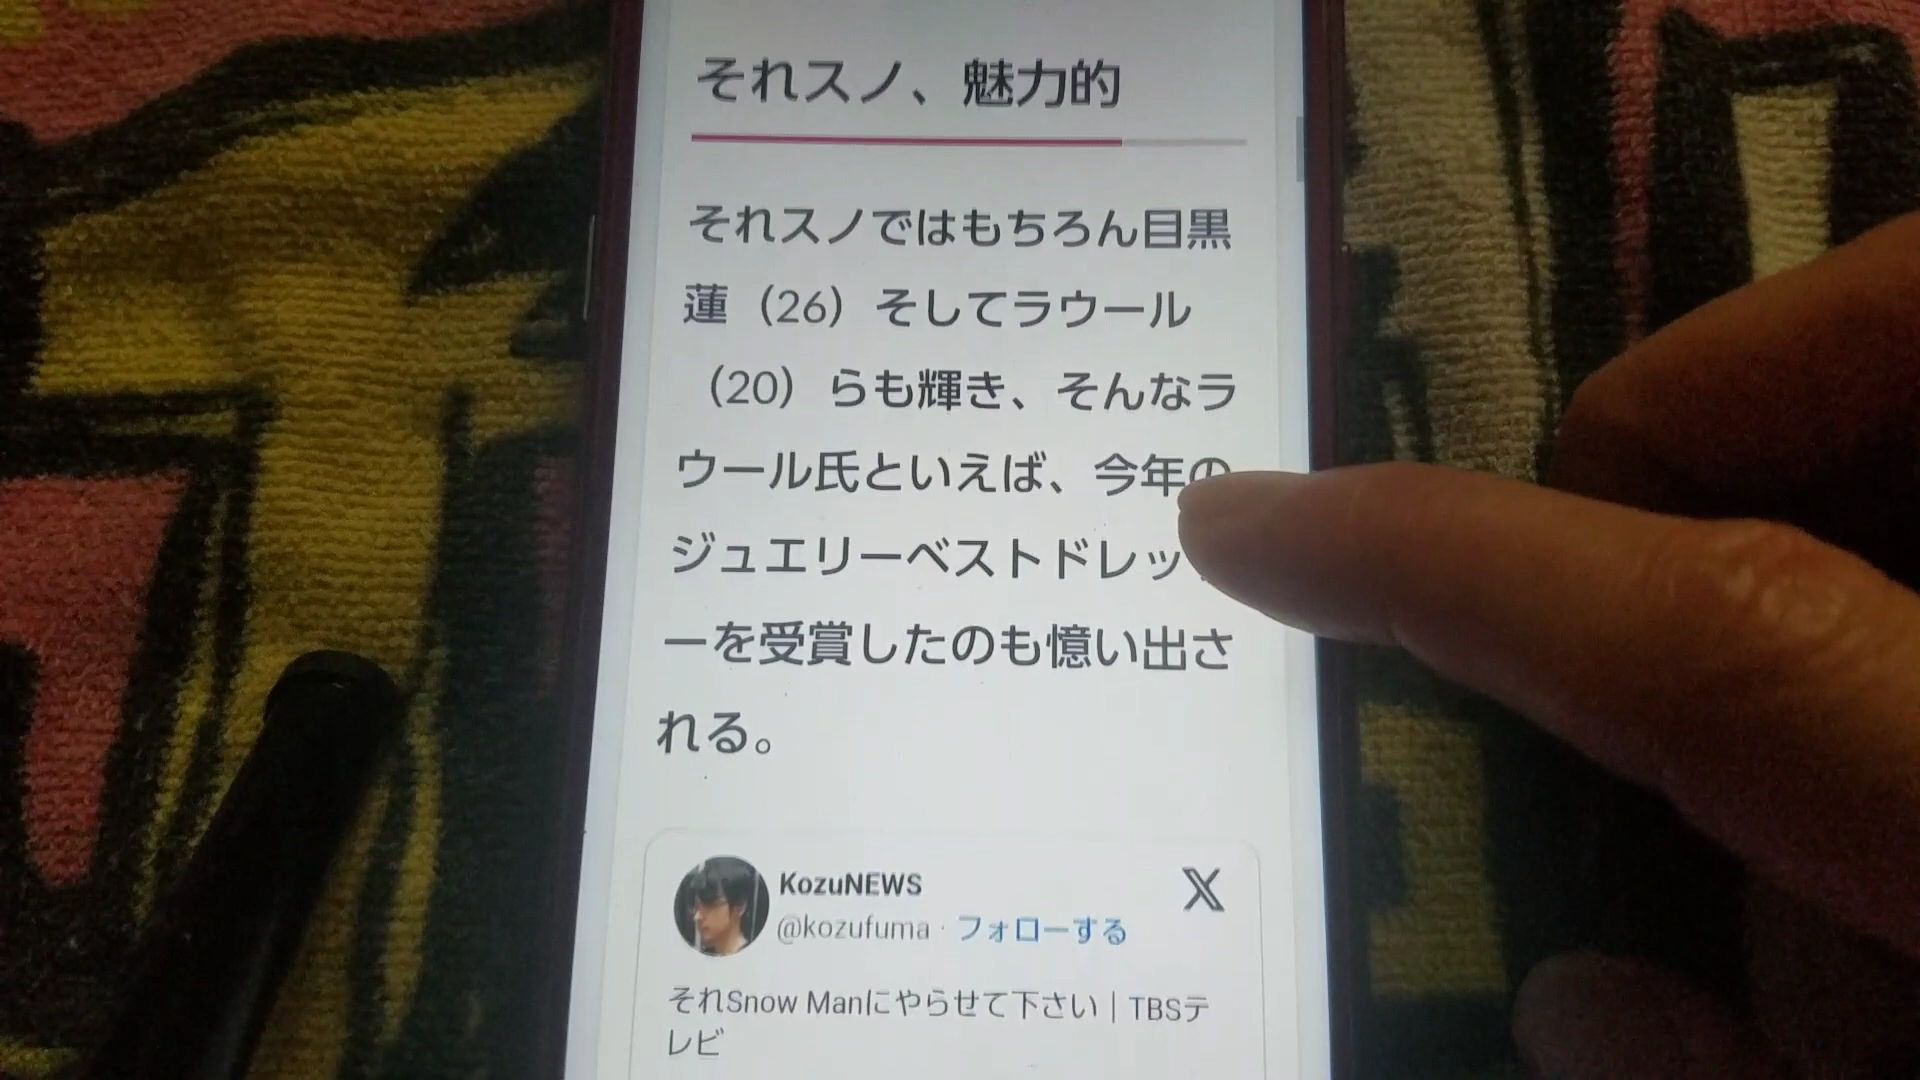 それスノ、魅力的
それスノではもちろん目黒
蓮（26）そしてラウール
（20）らも輝き、そんなラ
ウール氏といえば、今年の
ジュエリーベストドレッ
ーを受賞したのも憶い出さ
れる。
KozuNEWS
@kozufuma · フォローする
それSnow Manにやらせて下さい｜TBSテ
レビ